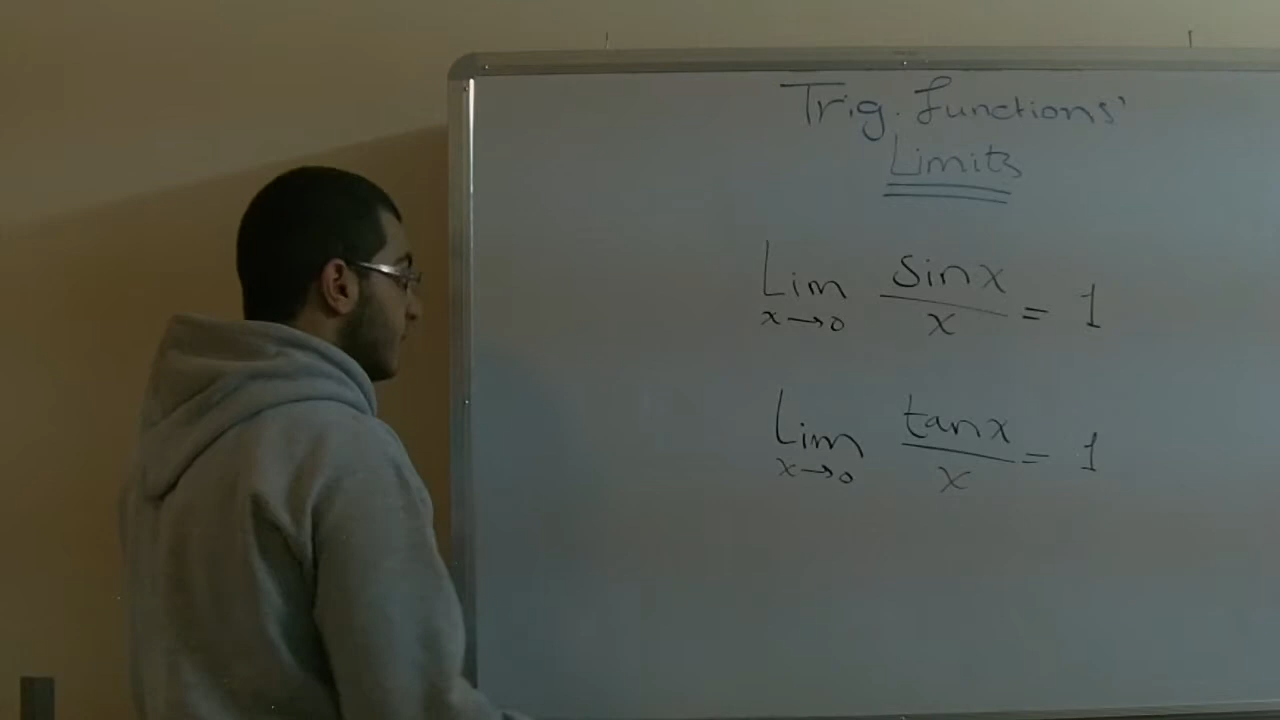 Trig. functions'
Limits
Lim sinx/x = 1
x→0
Lim tanx/x = 1
x→0